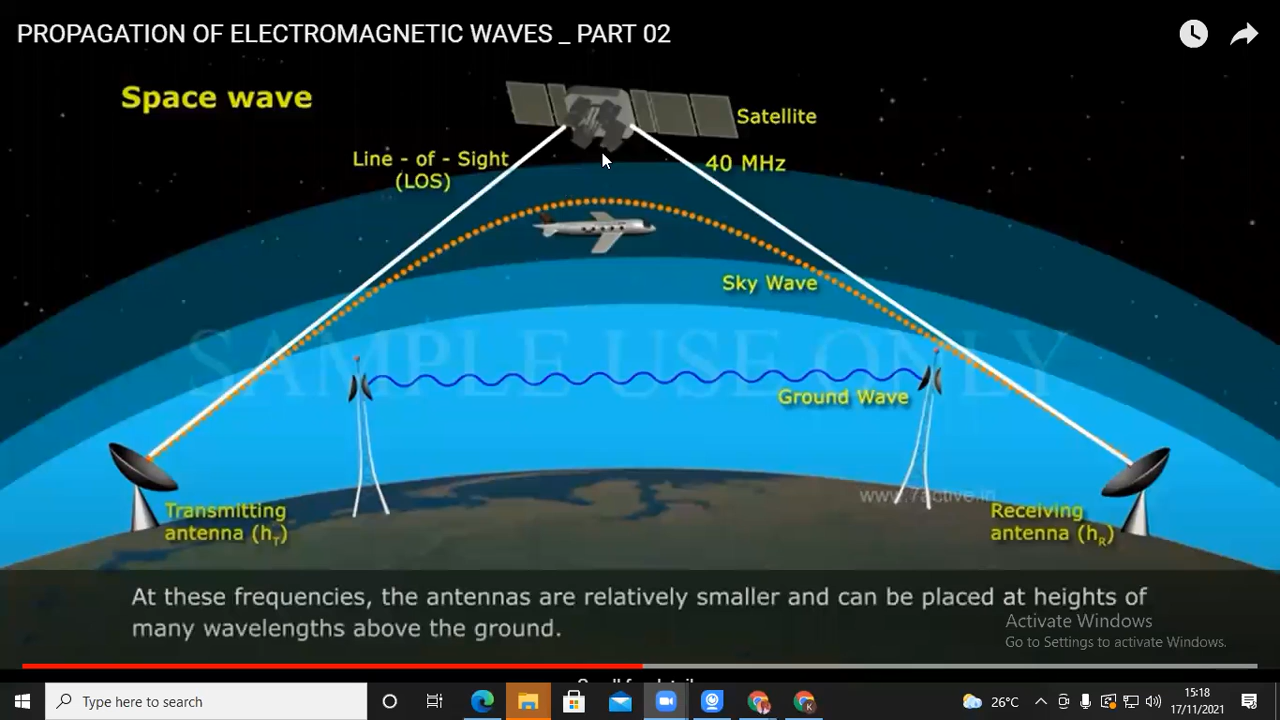 PROPAGATION OF ELECTROMAGNETIC WAVES _ PART 02
Space wave
Satellite
Line - of - Sight
(LOS)
40 MHz
Sky Wave
SAMPLE USE ONLY
Ground Wave
www.7active.in
Transmitting
antenna (hT)
Receiving
antenna (hR)
At these frequencies, the antennas are relatively smaller and can be placed at heights of
many wavelengths above the ground.
Activate Windows
Go to Settings to activate Windows.
Type here to search
26°C
15:18
17/11/2021